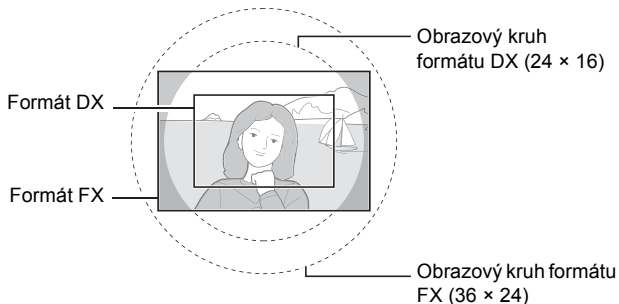 Obrazový kruh
formátu DX (24 × 16)
Formát DX
Formát FX
Obrazový kruh formátu
FX (36 × 24)